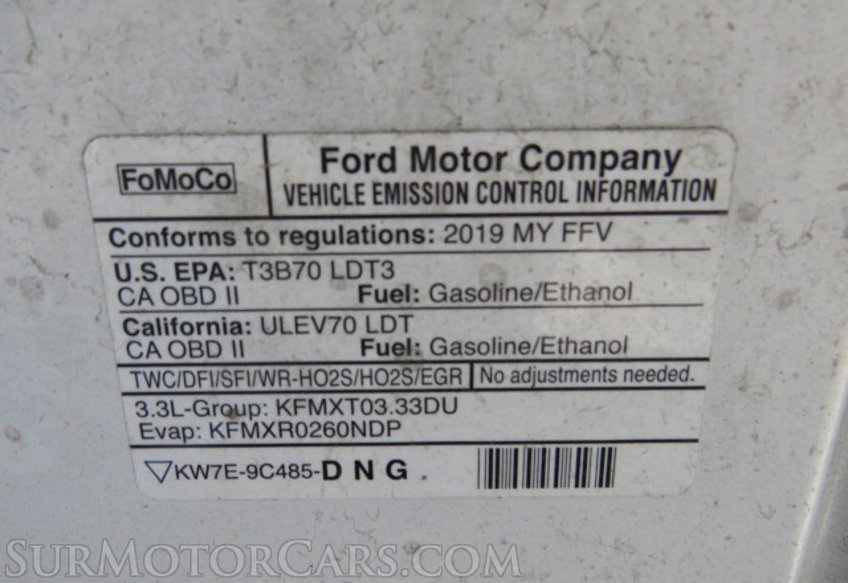 FoMoCo
Ford Motor Company
VEHICLE EMISSION CONTROL INFORMATION
Conforms to regulations: 2019 MY FFV
U.S. EPA: T3B70 LDT3
CA OBD II Fuel: Gasoline/Ethanol
California: ULEV70 LDT
CA OBD II Fuel: Gasoline/Ethanol
TWC/DFI/SFI/WR-HO2S/HO2S/EGR No adjustments needed.
3.3L-Group: KFMXT03.33DU
Evap: KFMXR0260NDP
▽KW7E-9C485-D N G .
SurMotorCars.com